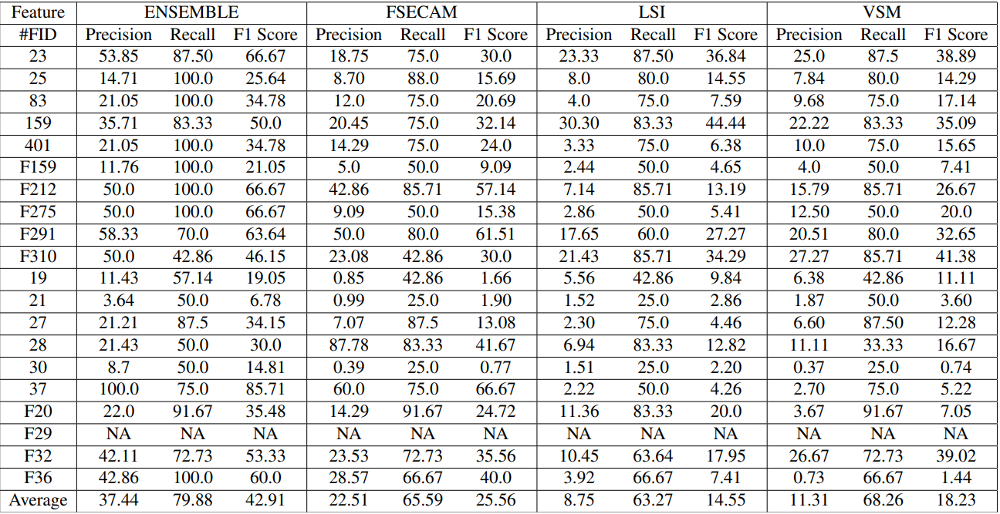 Feature ENSEMBLE FSECAM LSI VSM
#FID Precision Recall F1 Score Precision Recall F1 Score Precision Recall F1 Score Precision Recall F1 Score
23 53.85 87.50 66.67 18.75 75.0 30.0 23.33 87.50 36.84 25.0 87.5 38.89
25 14.71 100.0 25.64 8.70 88.0 15.69 8.0 80.0 14.55 7.84 80.0 14.29
83 21.05 100.0 34.78 12.0 75.0 20.69 4.0 75.0 7.59 9.68 75.0 17.14
159 35.71 83.33 50.0 20.45 75.0 32.14 30.30 83.33 44.44 22.22 83.33 35.09
401 21.05 100.0 34.78 14.29 75.0 24.0 3.33 75.0 6.38 10.0 75.0 15.65
F159 11.76 100.0 21.05 5.0 50.0 9.09 2.44 50.0 4.65 4.0 50.0 7.41
F212 50.0 100.0 66.67 42.86 85.71 57.14 7.14 85.71 13.19 15.79 85.71 26.67
F275 50.0 100.0 66.67 9.09 50.0 15.38 2.86 50.0 5.41 12.50 50.0 20.0
F291 58.33 70.0 63.64 50.0 80.0 61.51 17.65 60.0 27.27 20.51 80.0 32.65
F310 50.0 42.86 46.15 23.08 42.86 30.0 21.43 85.71 34.29 27.27 85.71 41.38
19 11.43 57.14 19.05 0.85 42.86 1.66 5.56 42.86 9.84 6.38 42.86 11.11
21 3.64 50.0 6.78 0.99 25.0 1.90 1.52 25.0 2.86 1.87 50.0 3.60
27 21.21 87.5 34.15 7.07 87.5 13.08 2.30 75.0 4.46 6.60 87.50 12.28
28 21.43 50.0 30.0 87.78 83.33 41.67 6.94 83.33 12.82 11.11 33.33 16.67
30 8.7 50.0 14.81 0.39 25.0 0.77 1.51 25.0 2.20 0.37 25.0 0.74
37 100.0 75.0 85.71 60.0 75.0 66.67 2.22 50.0 4.26 2.70 75.0 5.22
F20 22.0 91.67 35.48 14.29 91.67 24.72 11.36 83.33 20.0 3.67 91.67 7.05
F29 NA NA NA NA NA NA NA NA NA NA NA NA
F32 42.11 72.73 53.33 23.53 72.73 35.56 10.45 63.64 17.95 26.67 72.73 39.02
F36 42.86 100.0 60.0 28.57 66.67 40.0 3.92 66.67 7.41 0.73 66.67 1.44
Average 37.44 79.88 42.91 22.51 65.59 25.56 8.75 63.27 14.55 11.31 68.26 18.23